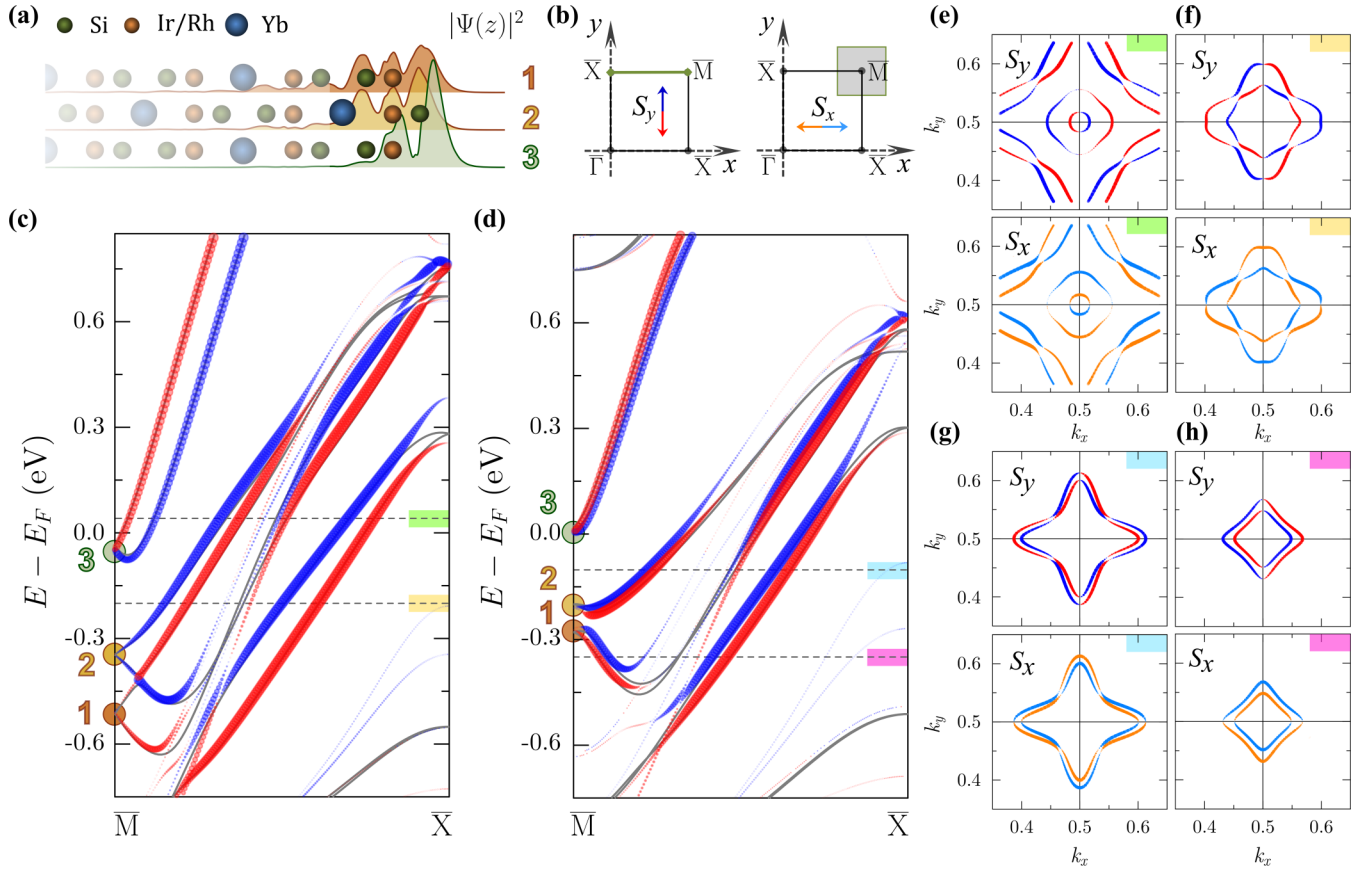 (a)
Si Ir/Rh Yb |Ψ(z)|²
1
2
3
(b)
y
X̅ M̅
S_y
Γ̅ X̅ x
y
X̅ M̅
S_x
Γ̅ X̅ x
(c)
E − E_F (eV)
0.6
0.3
0.0
-0.3
-0.6
3
2
1
M̅ X̅
(d)
E − E_F (eV)
0.6
0.3
0.0
-0.3
-0.6
3
2
1
M̅ X̅
(e)
S_y
k_y
0.6
0.5
0.4
S_x
k_y
0.6
0.5
0.4
0.4 0.5 0.6
k_x
(f)
S_y
0.6
0.5
0.4
S_x
0.6
0.5
0.4
0.4 0.5 0.6
k_x
(g)
S_y
k_y
0.6
0.5
0.4
S_x
k_y
0.6
0.5
0.4
0.4 0.5 0.6
k_x
(h)
S_y
0.6
0.5
0.4
S_x
0.6
0.5
0.4
0.4 0.5 0.6
k_x